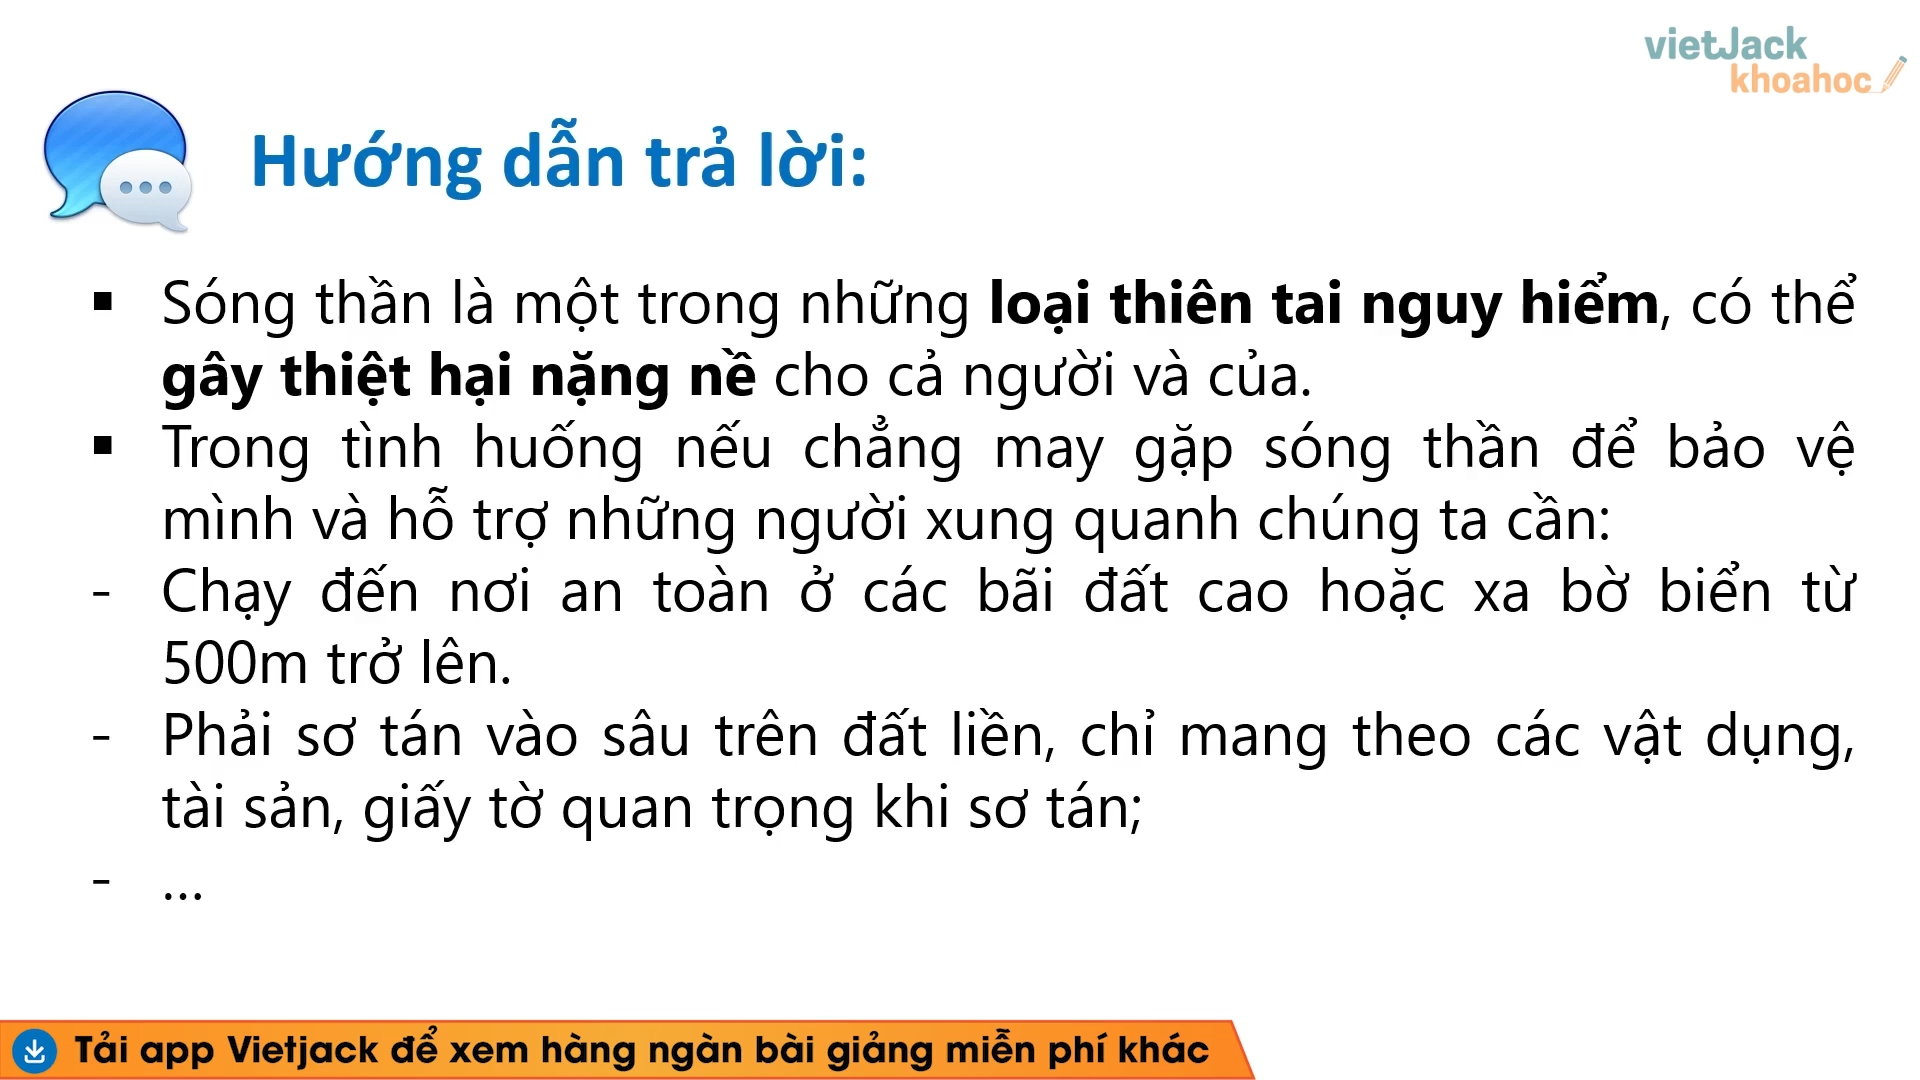 vietJack
khoahoc
Hướng dẫn trả lời:
▪ Sóng thần là một trong những loại thiên tai nguy hiểm, có thể
gây thiệt hại nặng nề cho cả người và của.
▪ Trong tình huống nếu chẳng may gặp sóng thần để bảo vệ
mình và hỗ trợ những người xung quanh chúng ta cần:
- Chạy đến nơi an toàn ở các bãi đất cao hoặc xa bờ biển từ
500m trở lên.
- Phải sơ tán vào sâu trên đất liền, chỉ mang theo các vật dụng,
tài sản, giấy tờ quan trọng khi sơ tán;
- ...
Tải app Vietjack để xem hàng ngàn bài giảng miễn phí khác